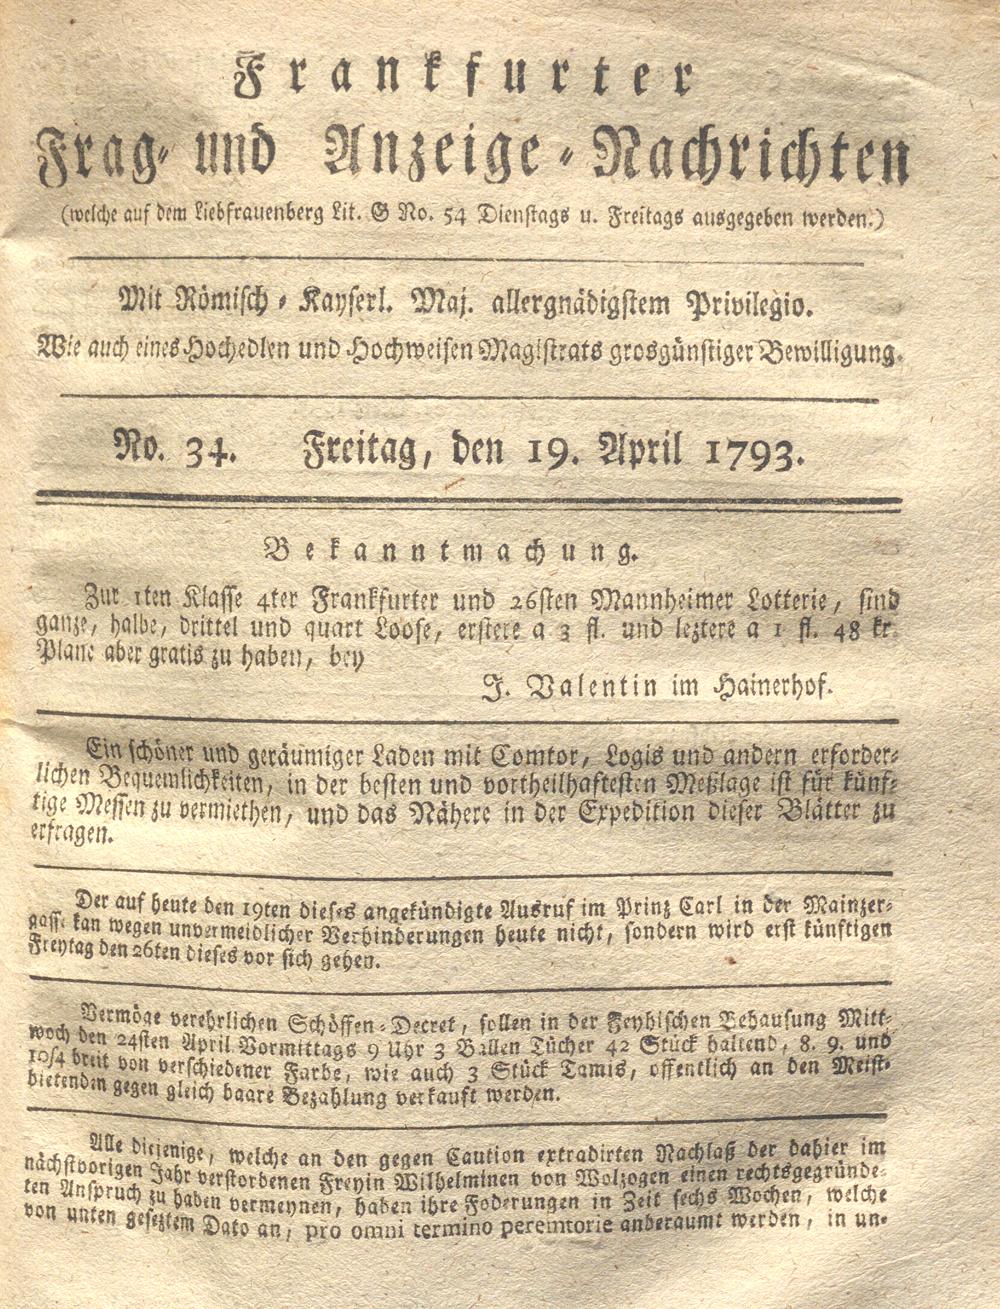 Frankfurter
Frag- und Anzeige-Nachrichten
(welche auf dem Liebfrauenberg Lit. G No. 54 Dienstags u. Freitags ausgegeben werden.)
Mit Römisch-Kayserl. Maj. allergnädigstem Privilegio.
Wie auch eines Hochedlen und Hochweisen Magistrats grosgünstiger Bewilligung.
No. 34. Freitag, den 19. April 1793.
Bekanntmachung.
Zur 1ten Klasse 4ter Frankfurter und 26sten Mannheimer Lotterie, sind
ganze, halbe, drittel und quart Loose, erstere a 3 fl. und leztere a 1 fl. 48 kr.
Plane aber gratis zu haben, bey
J. Valentin im Hainerhof.
Ein schöner und geräumiger Laden mit Comtor, Logis und andern erforder-
lichen Bequemlichkeiten, in der besten und vortheilhaftesten Meßlage ist für künf-
tige Messen zu vermiethen, und das Nähere in der Expedition dieser Blätter zu
erfragen.
Der auf heute den 19ten dieses angekündigte Ausruf im Prinz Carl in der Mainzer-
gasse kan wegen unvermeidlicher Verhinderungen heute nicht, sondern wird erst künftigen
Freytag den 26ten dieses vor sich gehen.
Vermöge verehrlichen Schöffen-Decret, sollen in der Feyhischen Behausung Mitt-
woch den 24sten April Vormittags 9 Uhr 3 Ballen Tücher 42 Stück haltend, 8. 9. und
10/4 breit von verschiedener Farbe, wie auch 3 Stück Tamis, offentlich an den Meist-
bietenden gegen gleich baare Bezahlung verkauft werden.
Alle diejenige, welche an den gegen Caution extradirten Nachlaß der dahier im
nächstvorigen Jahr verstorbenen Freyin Wilhelminen von Wolzogen einen rechtsgegründe-
ten Anspruch zu haben vermeynen, haben ihre Foderungen in Zeit sechs Wochen, welche
von unten geseztem Dato an, pro omni termino peremtorie anberaumt werden, in un-